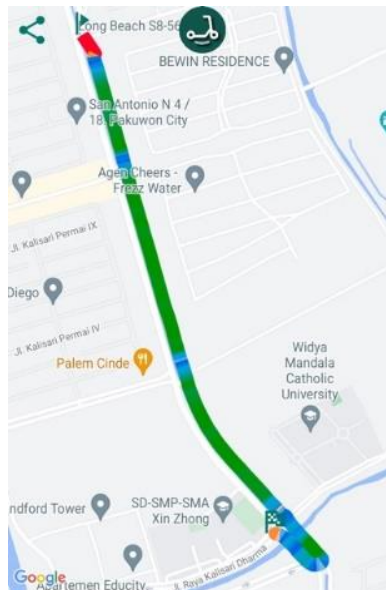 Long Beach S8-56
BEWIN RESIDENCE
San Antonio N 4 /
18, Pakuwon City
Agen Cheers -
Frezz Water
Jl. Kalisari Permai IX
Diego
Jl. Kalisari Permai IV
Palem Cinde
Widya
Mandala
Catholic
University
ndford Tower
SD-SMP-SMA
Xin Zhong
Jl. Raya Kalisari Dharma
Google
Apartemen Educity